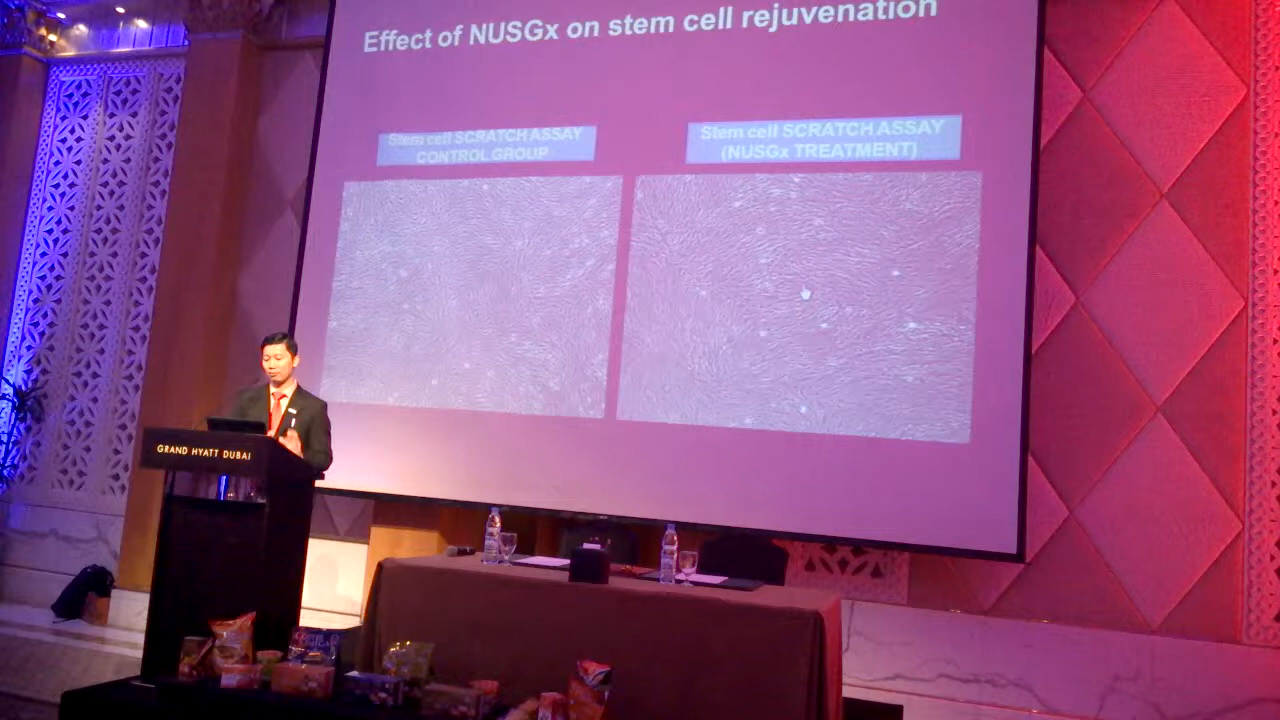 Effect of NUSGx on stem cell rejuvenation
Stem cell SCRATCH ASSAY
CONTROL GROUP
Stem cell SCRATCH ASSAY
(NUSGx TREATMENT)
GRAND HYATT DUBAI